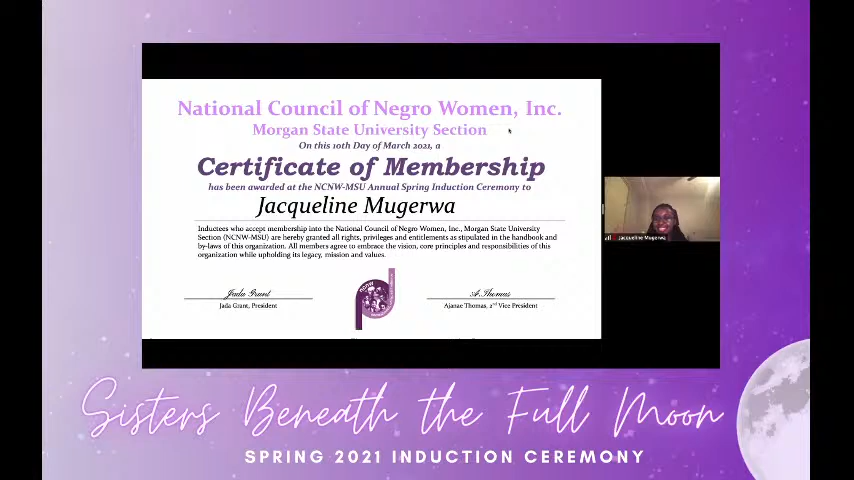 National Council of Negro Women, Inc.
Morgan State University Section
On this 10th Day of March 2021, a
Certificate of Membership
has been awarded at the NCNW-MSU Annual Spring Induction Ceremony to
Jacqueline Mugerwa
Inductees who accept membership into the National Council of Negro Women, Inc., Morgan State University
Section (NCNW-MSU) are hereby granted all rights, privileges and entitlements as stipulated in the handbook and
by-laws of this organization. All members agree to embrace the vision, core principles and responsibilities of this
organization while upholding its legacy, mission and values.
Jada Grant
A.Thomas
Jada Grant, President
Ajanae Thomas, 2nd Vice President
NCNW
Jacqueline Mugerwa
Sisters Beneath the Full Moon
SPRING 2021 INDUCTION CEREMONY